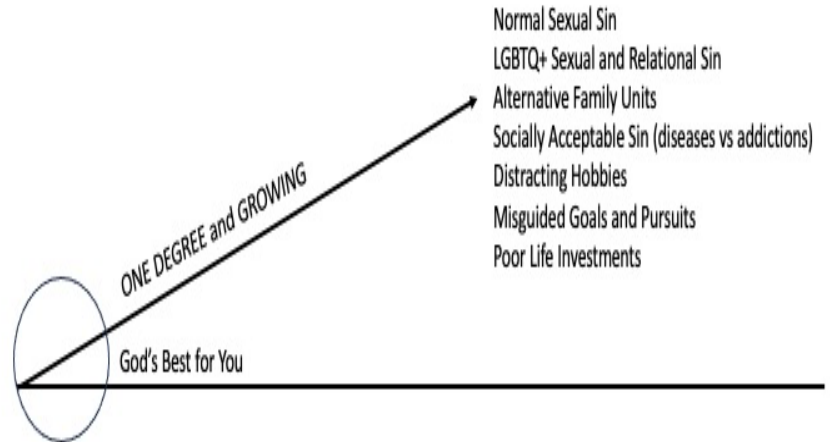 Normal Sexual Sin
LGBTQ+ Sexual and Relational Sin
Alternative Family Units
Socially Acceptable Sin (diseases vs addictions)
Distracting Hobbies
Misguided Goals and Pursuits
Poor Life Investments
ONE DEGREE and GROWING
God's Best for You